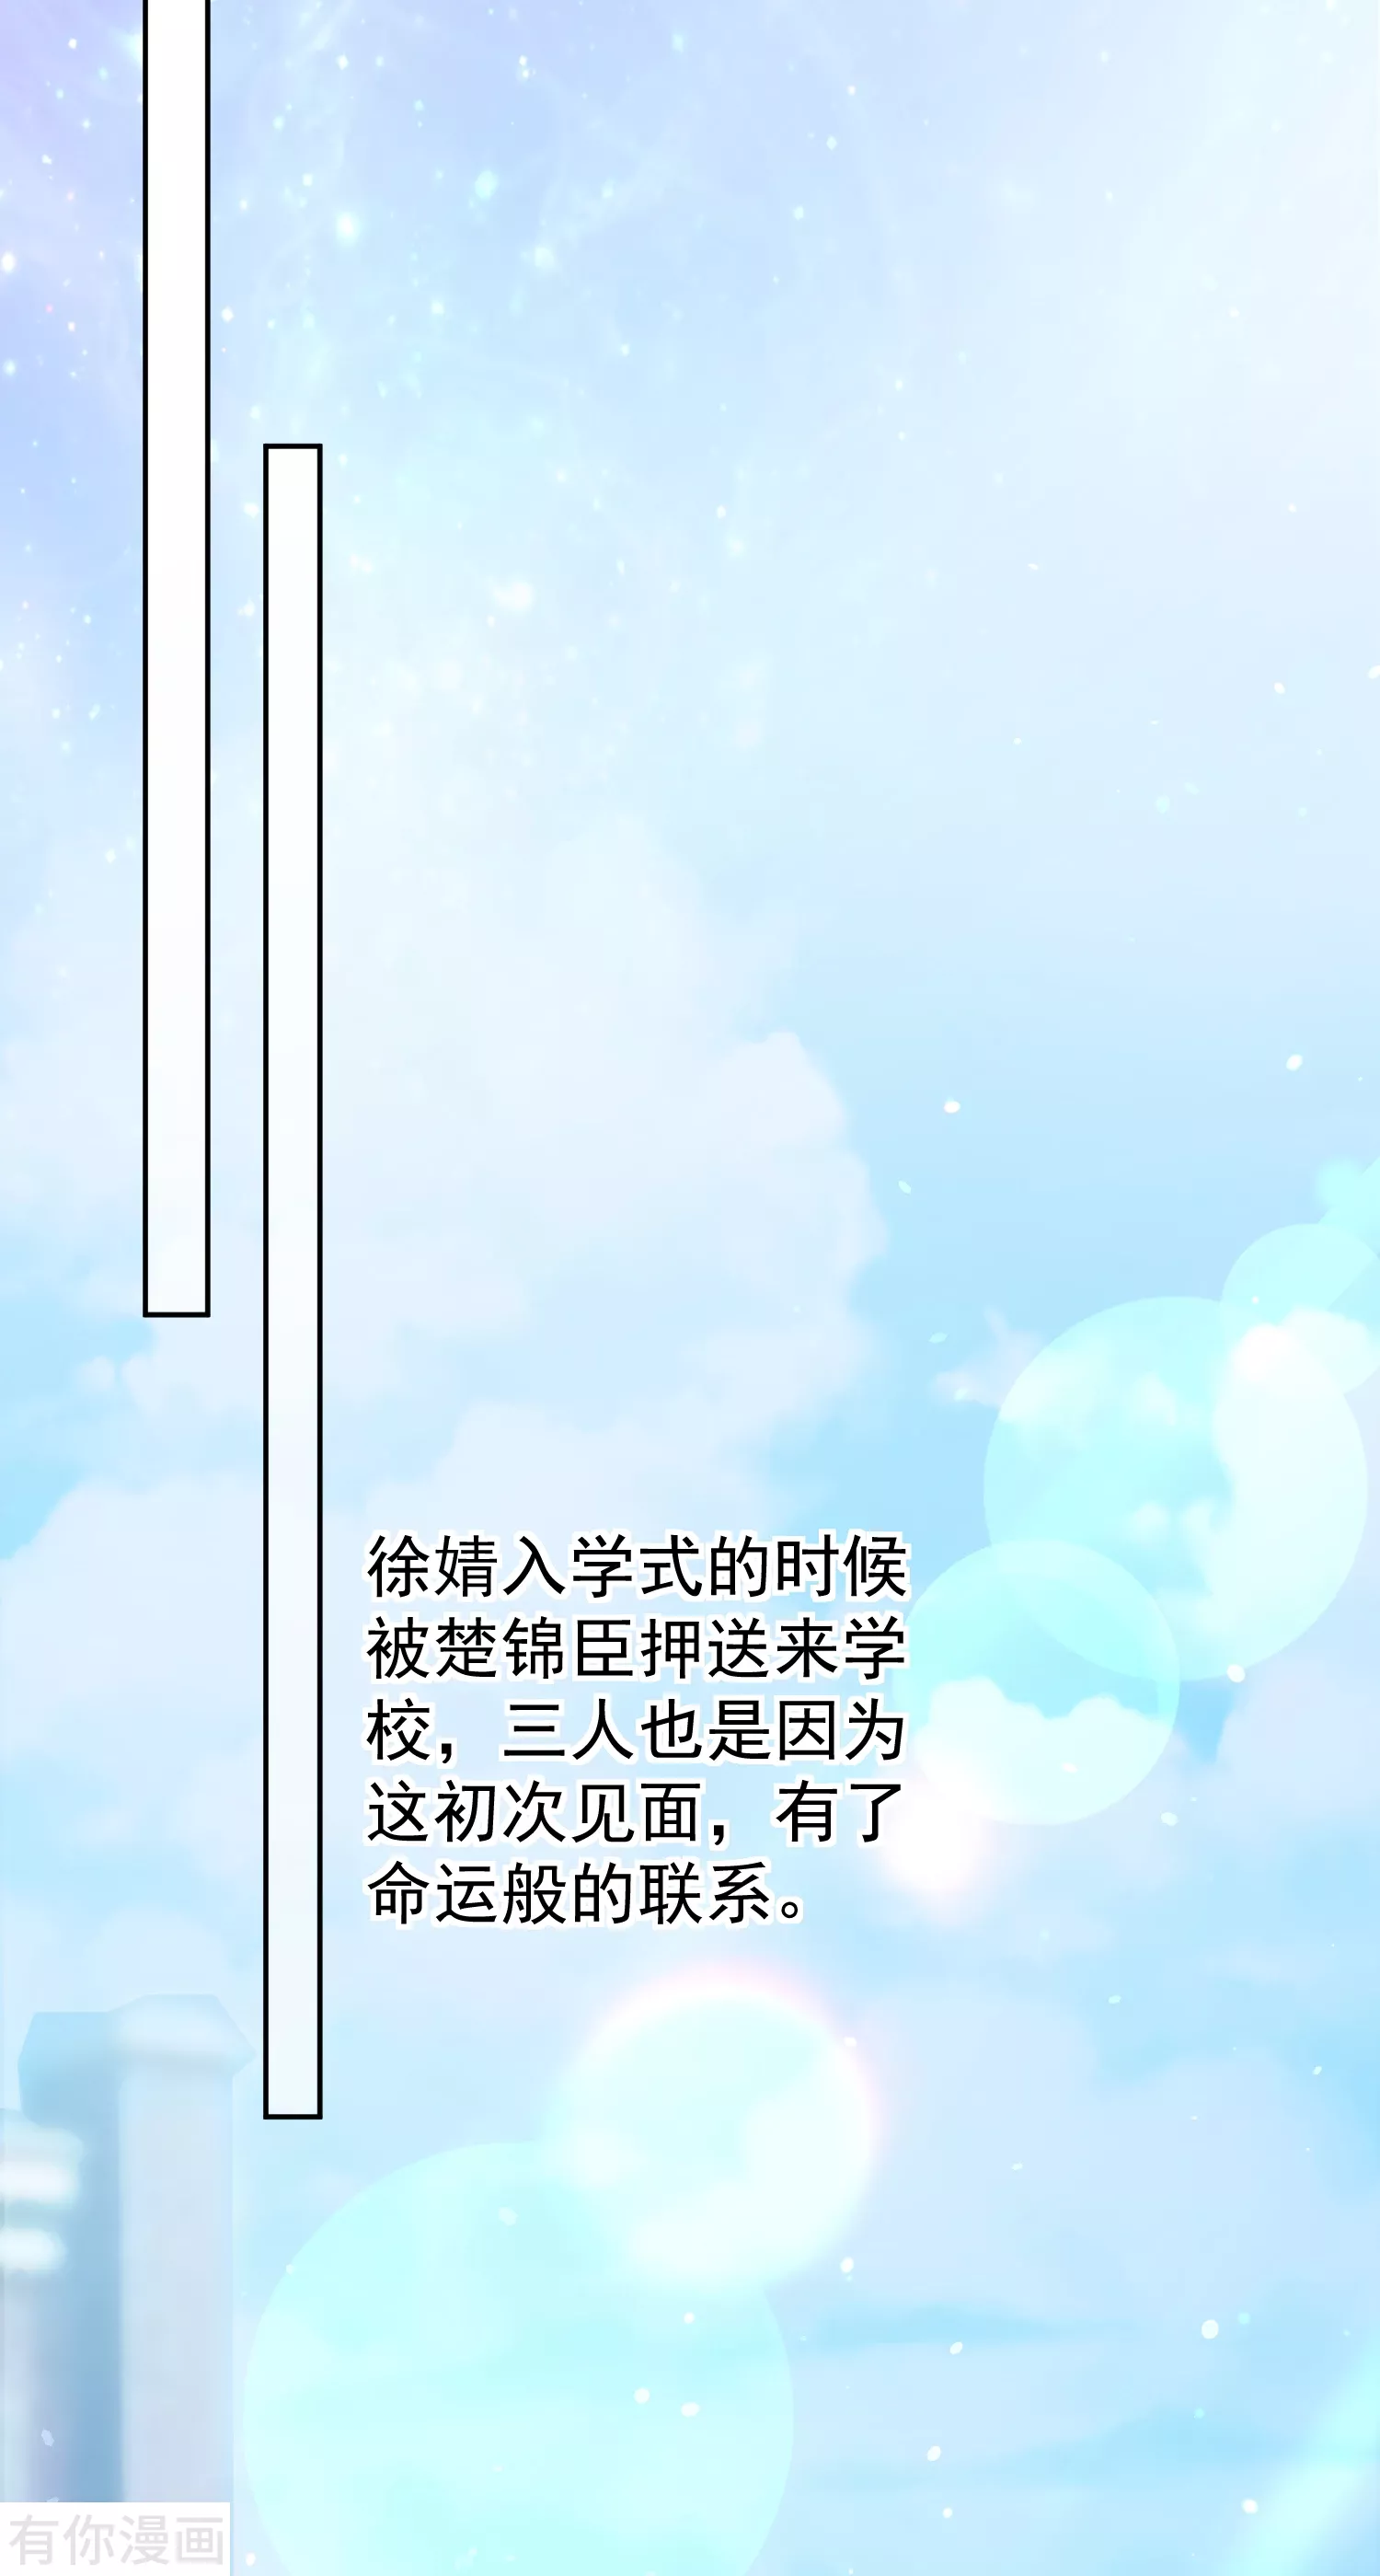 徐婧入学式的时候
被楚锦臣押送来学
校，三人也是因为
这初次见面，有了
命运般的联系。
有你漫画